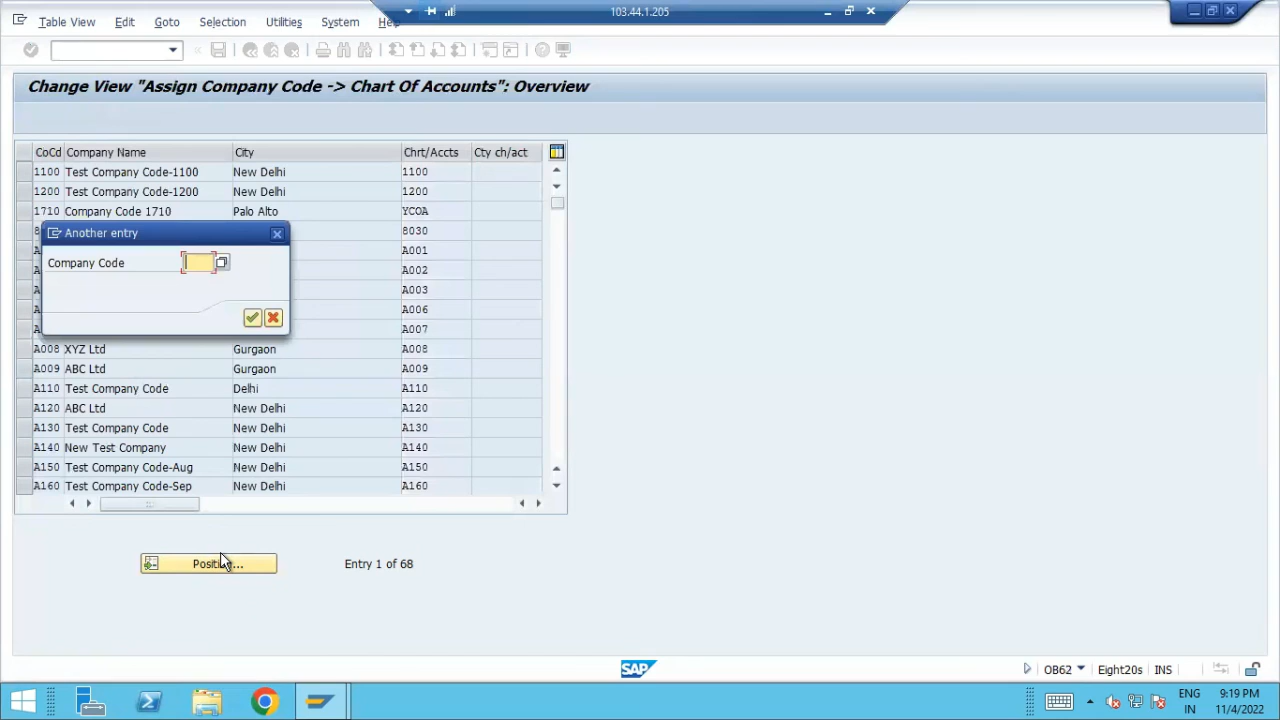 103.44.1.205
Table View Edit Goto Selection Utilities System Help
Change View "Assign Company Code -> Chart Of Accounts": Overview
CoCd Company Name City Chrt/Accts Cty ch/act
1100 Test Company Code-1100 New Delhi 1100
1200 Test Company Code-1200 New Delhi 1200
1710 Company Code 1710 Palo Alto YCOA
8 8030
A A001
A A002
A A003
A A006
A A007
Another entry
Company Code
A008 XYZ Ltd Gurgaon A008
A009 ABC Ltd Gurgaon A009
A110 Test Company Code Delhi A110
A120 ABC Ltd New Delhi A120
A130 Test Company Code New Delhi A130
A140 New Test Company New Delhi A140
A150 Test Company Code-Aug New Delhi A150
A160 Test Company Code-Sep New Delhi A160
Position... Entry 1 of 68
SAP
OB62 Eight20s INS
ENG 9:19 PM
IN 11/4/2022